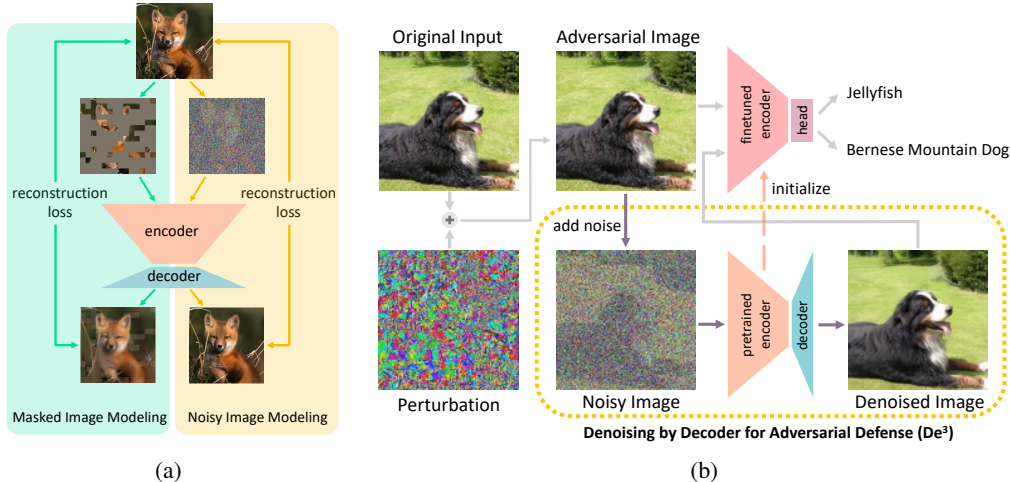 reconstruction
loss
reconstruction
loss
encoder
decoder
Masked Image Modeling
Noisy Image Modeling
(a)
Original Input
Adversarial Image
finetuned
encoder
head
Jellyfish
Bernese Mountain Dog
+
add noise
initialize
pretrained
encoder
decoder
Perturbation
Noisy Image
Denoised Image
Denoising by Decoder for Adversarial Defense (De³)
(b)